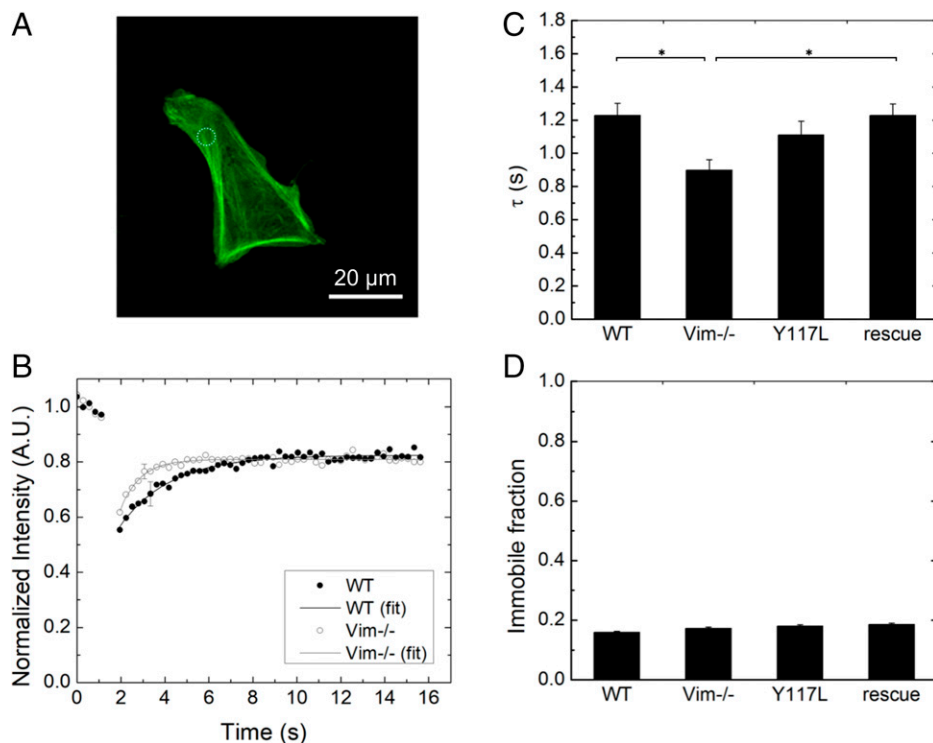 A
20 µm
B
Normalized Intensity (A.U.)
1.0
0.8
0.6
0.4
0.2
0.0
0 2 4 6 8 10 12 14 16
Time (s)
WT
WT (fit)
Vim-/-
Vim-/- (fit)
C
τ (s)
1.8
1.6
1.4
1.2
1.0
0.8
0.6
0.4
0.2
0.0
* *
WT Vim-/- Y117L rescue
D
Immobile fraction
1.0
0.8
0.6
0.4
0.2
0.0
WT Vim-/- Y117L rescue